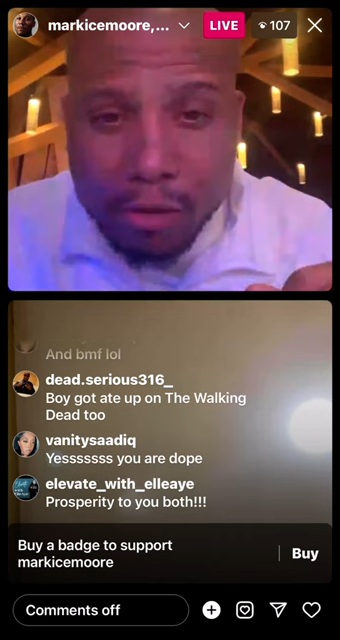 markicemoore,...
LIVE
107
And bmf lol
dead.serious316_
Boy got ate up on The Walking
Dead too
vanitysaadiq
Yesssssss you are dope
elevate_with_elleaye
Prosperity to you both!!!
Buy a badge to support
markicemoore
Buy
Comments off